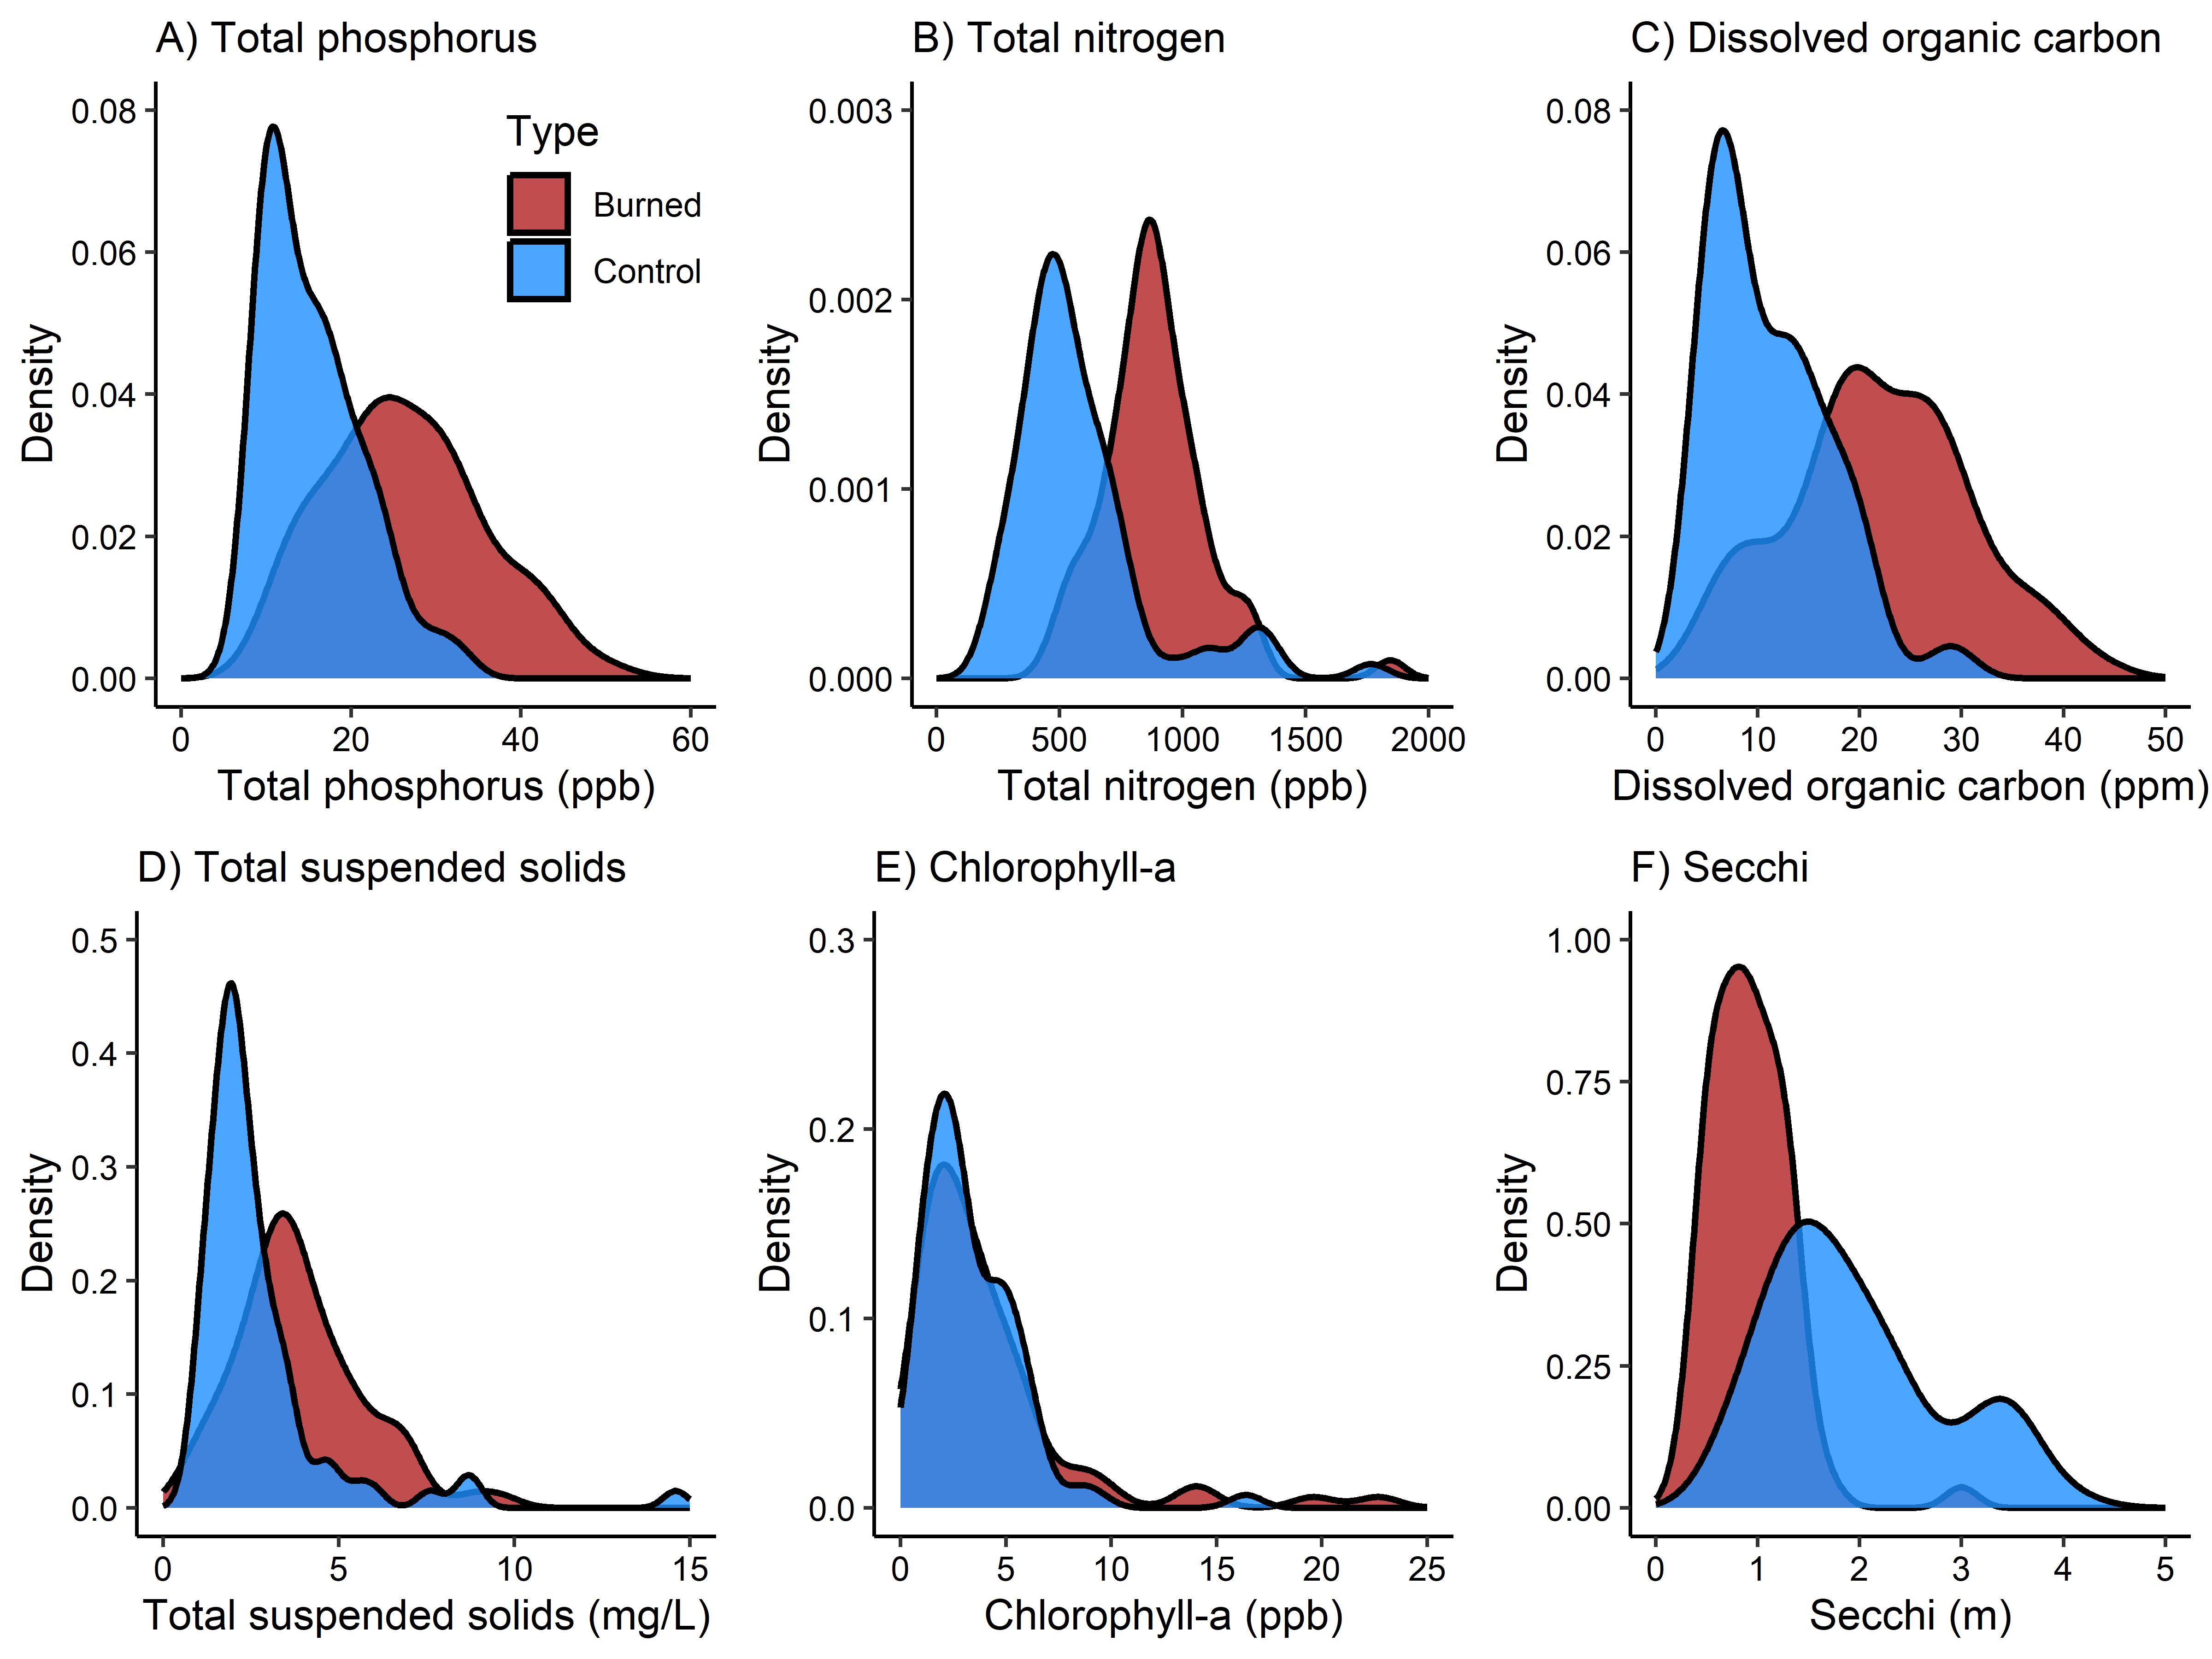 A) Total phosphorus
0.08
0.06
0.04
0.02
0.00
Density
Type
Burned
Control
0 20 40 60
Total phosphorus (ppb)
B) Total nitrogen
0.003
0.002
0.001
0.000
Density
0 500 1000 1500 2000
Total nitrogen (ppb)
C) Dissolved organic carbon
0.08
0.06
0.04
0.02
0.00
Density
0 10 20 30 40 50
Dissolved organic carbon (ppm)
D) Total suspended solids
0.5
0.4
0.3
0.2
0.1
0.0
Density
0 5 10 15
Total suspended solids (mg/L)
E) Chlorophyll-a
0.3
0.2
0.1
0.0
Density
0 5 10 15 20 25
Chlorophyll-a (ppb)
F) Secchi
1.00
0.75
0.50
0.25
0.00
Density
0 1 2 3 4 5
Secchi (m)